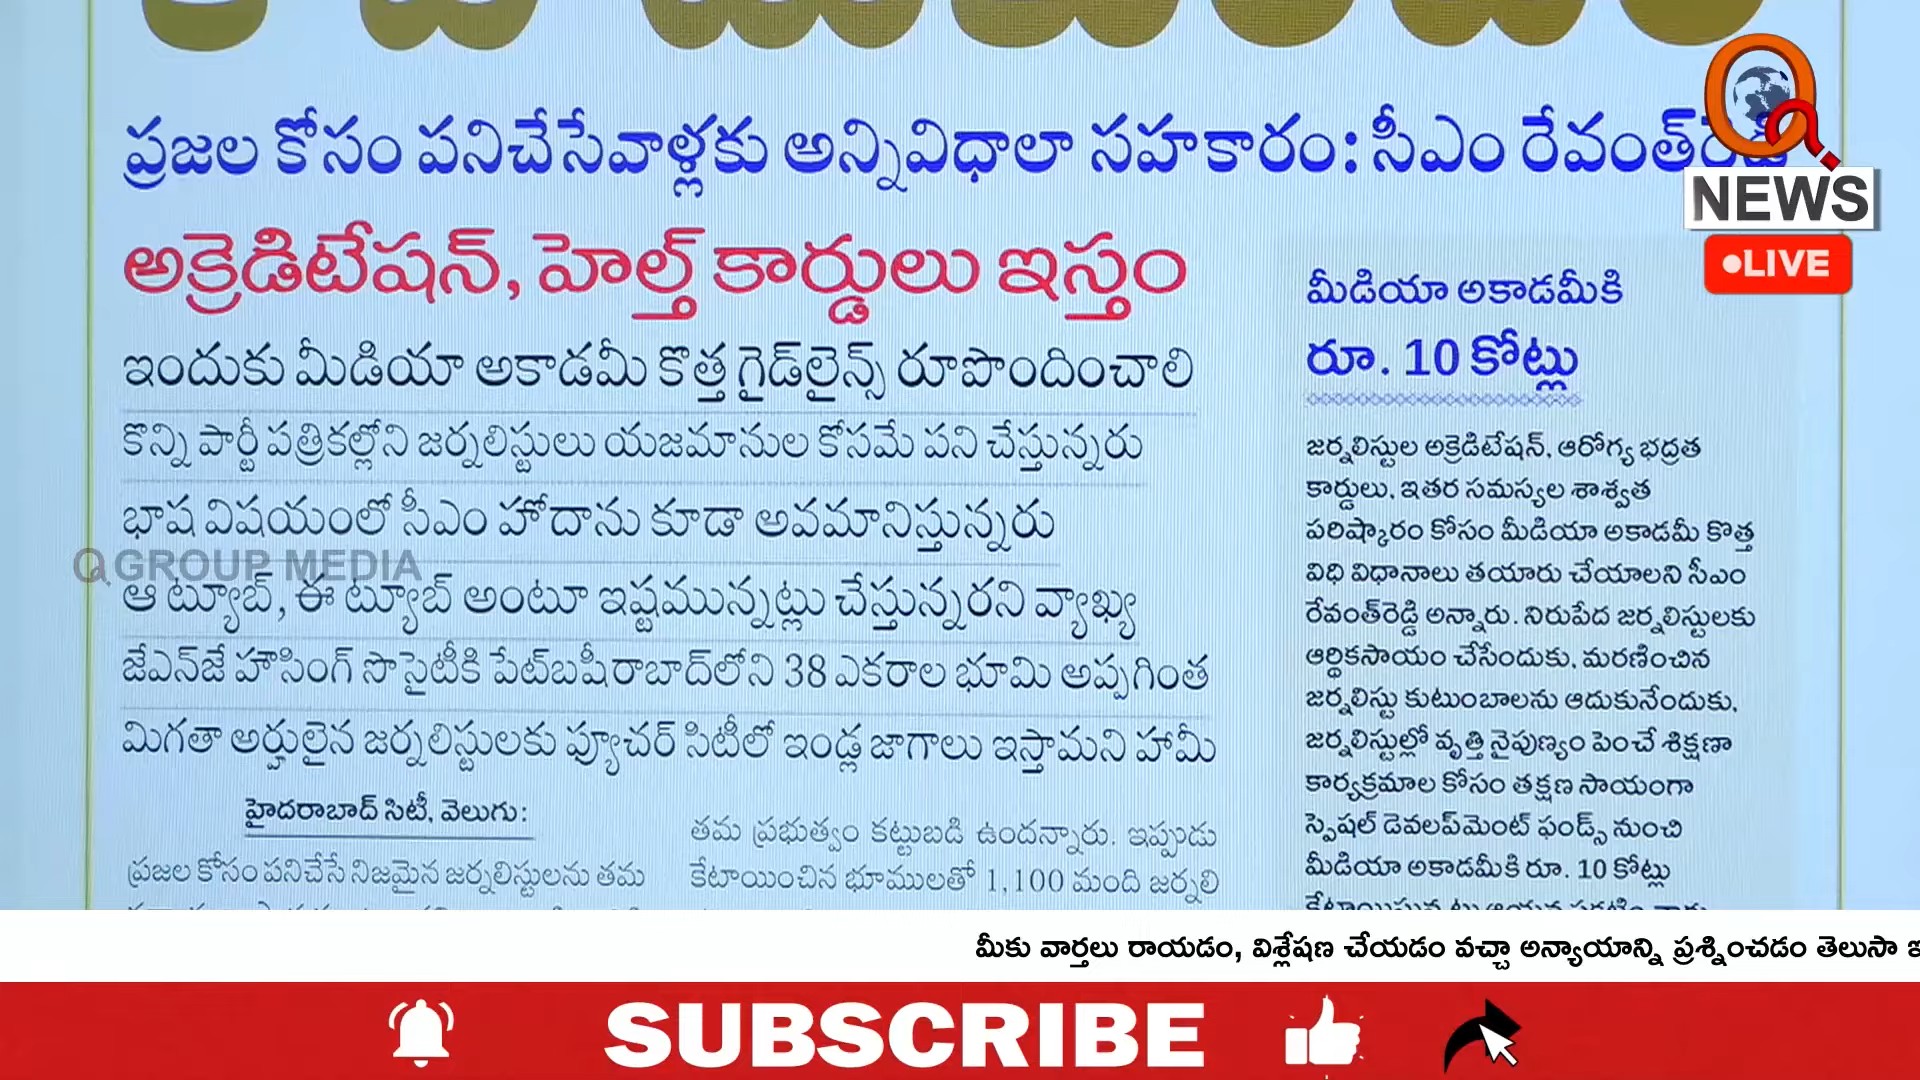 ప్రజల కోసం పనిచేసేవాళ్లకు అన్నివిధాలా సహకారం: సీఎం రేవంత్‌రెడ్డి
అక్రెడిటేషన్, హెల్త్ కార్డులు ఇస్తం
ఇందుకు మీడియా అకాడమీ కొత్త గైడ్‌లైన్స్ రూపొందించాలి
కొన్ని పార్టీ పత్రికల్లోని జర్నలిస్టులు యజమానుల కోసమే పని చేస్తున్నరు
భాష విషయంలో సీఎం హోదాను కూడా అవమానిస్తున్నరు
ఆ ట్యూబ్, ఈ ట్యూబ్ అంటూ ఇష్టమున్నట్లు చేస్తున్నరని వ్యాఖ్య
జేఎన్‌జే హౌసింగ్ సొసైటీకి పేట్‌బషీరాబాద్‌లోని 38 ఎకరాల భూమి అప్పగింత
మిగతా అర్హులైన జర్నలిస్టులకు ఫ్యూచర్ సిటీలో ఇండ్ల జాగాలు ఇస్తామని హామీ
హైదరాబాద్ సిటీ, వెలుగు:
ప్రజల కోసం పనిచేసే నిజమైన జర్నలిస్టులను తమ
తమ ప్రభుత్వం కట్టుబడి ఉందన్నారు. ఇప్పుడు
కేటాయించిన భూములతో 1,100 మంది జర్నలి
మీడియా అకాడమీకి
రూ. 10 కోట్లు
జర్నలిస్టుల అక్రెడిటేషన్, ఆరోగ్య భద్రత
కార్డులు, ఇతర సమస్యల శాశ్వత
పరిష్కారం కోసం మీడియా అకాడమీ కొత్త
విధి విధానాలు తయారు చేయాలని సీఎం
రేవంత్‌రెడ్డి అన్నారు. నిరుపేద జర్నలిస్టులకు
ఆర్థికసాయం చేసేందుకు, మరణించిన
జర్నలిస్టు కుటుంబాలను ఆదుకునేందుకు,
జర్నలిస్టుల్లో వృత్తి నైపుణ్యం పెంచే శిక్షణా
కార్యక్రమాల కోసం తక్షణ సాయంగా
స్పెషల్ డెవలప్‌మెంట్ ఫండ్స్ నుంచి
మీడియా అకాడమీకి రూ. 10 కోట్లు
Q NEWS
LIVE
Q GROUP MEDIA
మీకు వార్తలు రాయడం, విశ్లేషణ చేయడం వచ్చా అన్యాయాన్ని ప్రశ్నించడం తెలుసా
SUBSCRIBE